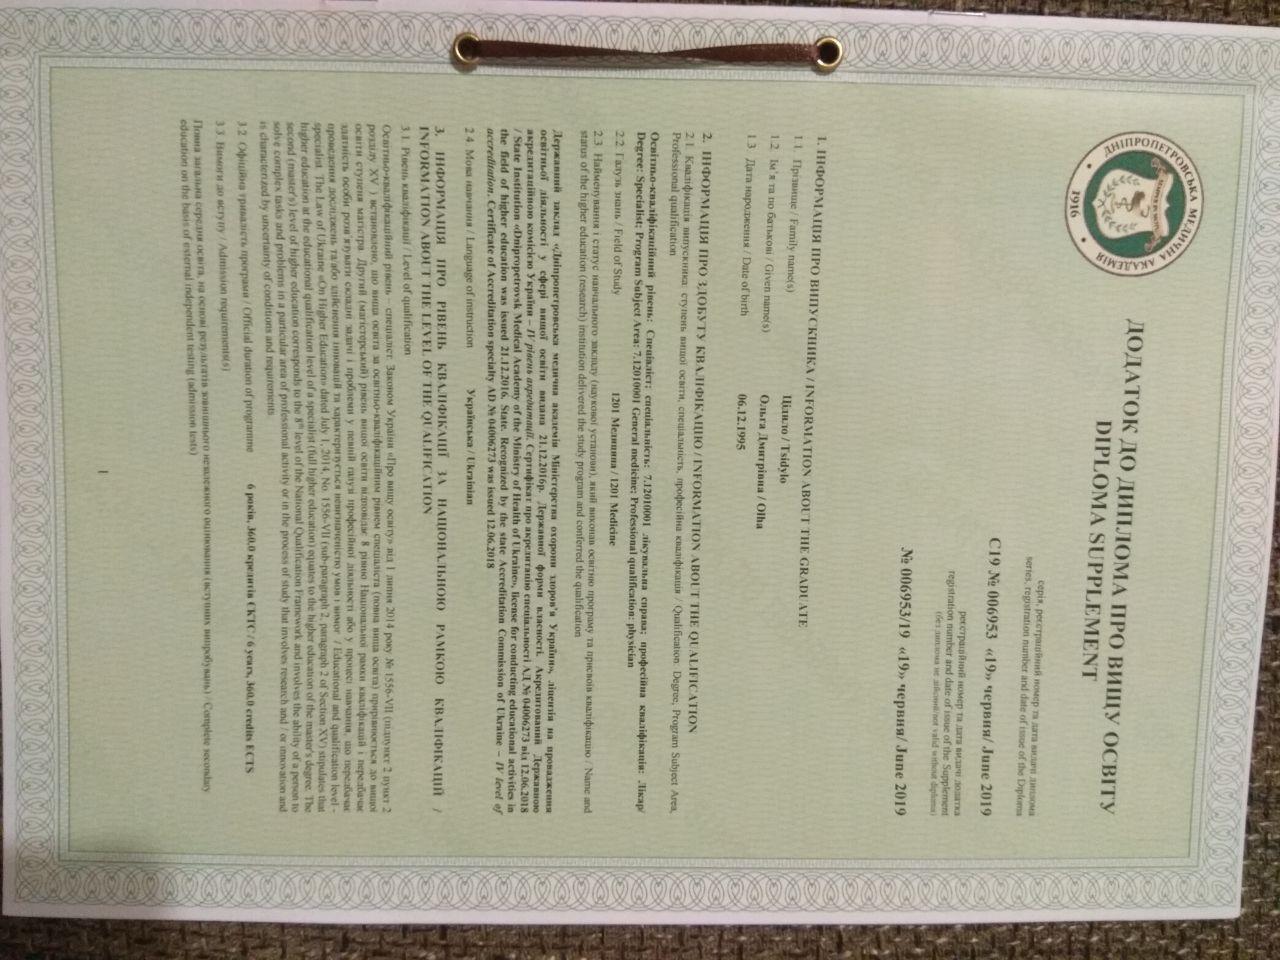 ДНІПРОПЕТРОВСЬКА МЕДИЧНА АКАДЕМІЯ
1916
ДОДАТОК ДО ДИПЛОМА ПРО ВИЩУ ОСВІТУ
DIPLOMA SUPPLEMENT
серія, реєстраційний номер та дата видачі диплома
series, registration number and date of issue of the Diploma
С19 № 006953 «19» червня/ June 2019
реєстраційний номер та дата видачі додатка
registration number and date of issue of the Supplement
(без диплома не дійсний/not valid without diploma)
№ 006953/19 «19» червня/ June 2019
1. ІНФОРМАЦІЯ ПРО ВИПУСКНИКА / INFORMATION ABOUT THE GRADUATE
1.1. Прізвище / Family name(s) Цідило / Tsidylo
1.2. Ім'я та по батькові / Given name(s) Ольга Дмитрівна / Olha
1.3 Дата народження / Date of birth 06.12.1995
2. ІНФОРМАЦІЯ ПРО ЗДОБУТУ КВАЛІФІКАЦІЮ / INFORMATION ABOUT THE QUALIFICATION
2.1. Кваліфікація випускника: ступень вищої освіти, спеціальність, професійна кваліфікація / Qualification: Degree, Program Subject Area,
Professional qualification
Освітньо-кваліфікаційний рівень: Спеціаліст; спеціальність: 7.12010001 лікувальна справа; професійна кваліфікація: Лікар/
Degree: Specialist; Program Subject Area: 7.12010001 General medicine; Professional qualification: physician
2.2. Галузь знань / Field of Study 1201 Медицина / 1201 Medicine
2.3. Найменування і статус навчального закладу (наукової установи), який виконав освітню програму та присвоїв кваліфікацію / Name and
status of the higher education (research) institution delivered the study program and conferred the qualification
Державний заклад «Дніпропетровська медична академія Міністерства охорони здоров'я України», ліцензія на провадження
освітньої діяльності у сфері вищої освіти видана 21.12.2016р. Державної форми власності. Акредитований Державною
акредитаційною комісією України – IV рівень акредитації. Сертифікат про акредитацію спеціальності АД № 04006273 від 12.06.2018
/ State Institution «Dnipropetrovsk Medical Academy of the Ministry of Health of Ukraine», license for conducting educational activities in
the field of higher education was issued 21.12.2016. State. Recognized by the state Accreditation Commission of Ukraine – IV level of
accreditation. Certificate of Accreditation specialty AD № 04006273 was issued 12.06.2018
2.4. Мова навчання / Language of instruction Українська / Ukrainian
3. ІНФОРМАЦІЯ ПРО РІВЕНЬ КВАЛІФІКАЦІЇ ЗА НАЦІОНАЛЬНОЮ РАМКОЮ КВАЛІФІКАЦІЙ /
INFORMATION ABOUT THE LEVEL OF THE QUALIFICATION
3.1. Рівень кваліфікації / Level of qualification
Освітньо-кваліфікаційний рівень – спеціаліст. Законом України «Про вищу освіту» від 1 липня 2014 року № 1556-VII (підпункт 2 пункт 2
розділу XV ) встановлено, що вища освіта за освітньо-кваліфікаційним рівнем спеціаліста (повна вища освіта) прирівнюється до вищої
освіти ступеня магістра. Другий (магістерський) рівень вищої освіти відповідає 8 рівню Національної рамки кваліфікацій і передбачає
здатність особи розв'язувати складні задачі і проблеми у певній галузі професійної діяльності або у процесі навчання, що передбачає
проведення досліджень та/або здійснення інновацій та характеризується невизначеністю умов і вимог / Educational and qualification level -
specialist. The Law of Ukraine «On Higher Education» dated July 1, 2014, No. 1556-VII (sub-paragraph 2, paragraph 2 of Section XV) stipulates that
higher education at the educational qualification level of a specialist (full higher education) equates to the higher education of the master's degree. The
second (master's) level of higher education corresponds to the 8th level of the National Qualification Framework and involves the ability of a person to
solve complex tasks and problems in a particular area of professional activity or in the process of study that involves research and / or innovation and
is characterized by uncertainty of conditions and requirements.
3.2. Офіційна тривалість програми / Official duration of programme 6 років, 360,0 кредитів ЄКТС/ 6 years, 360,0 credits ECTS
3.3. Вимоги до вступу / Admission requirements(s)
Повна загальна середня освіта, на основі результатів зовнішнього незалежного оцінювання (вступних випробувань) / Complete secondary
education on the basis of external independent testing (admission tests)
1